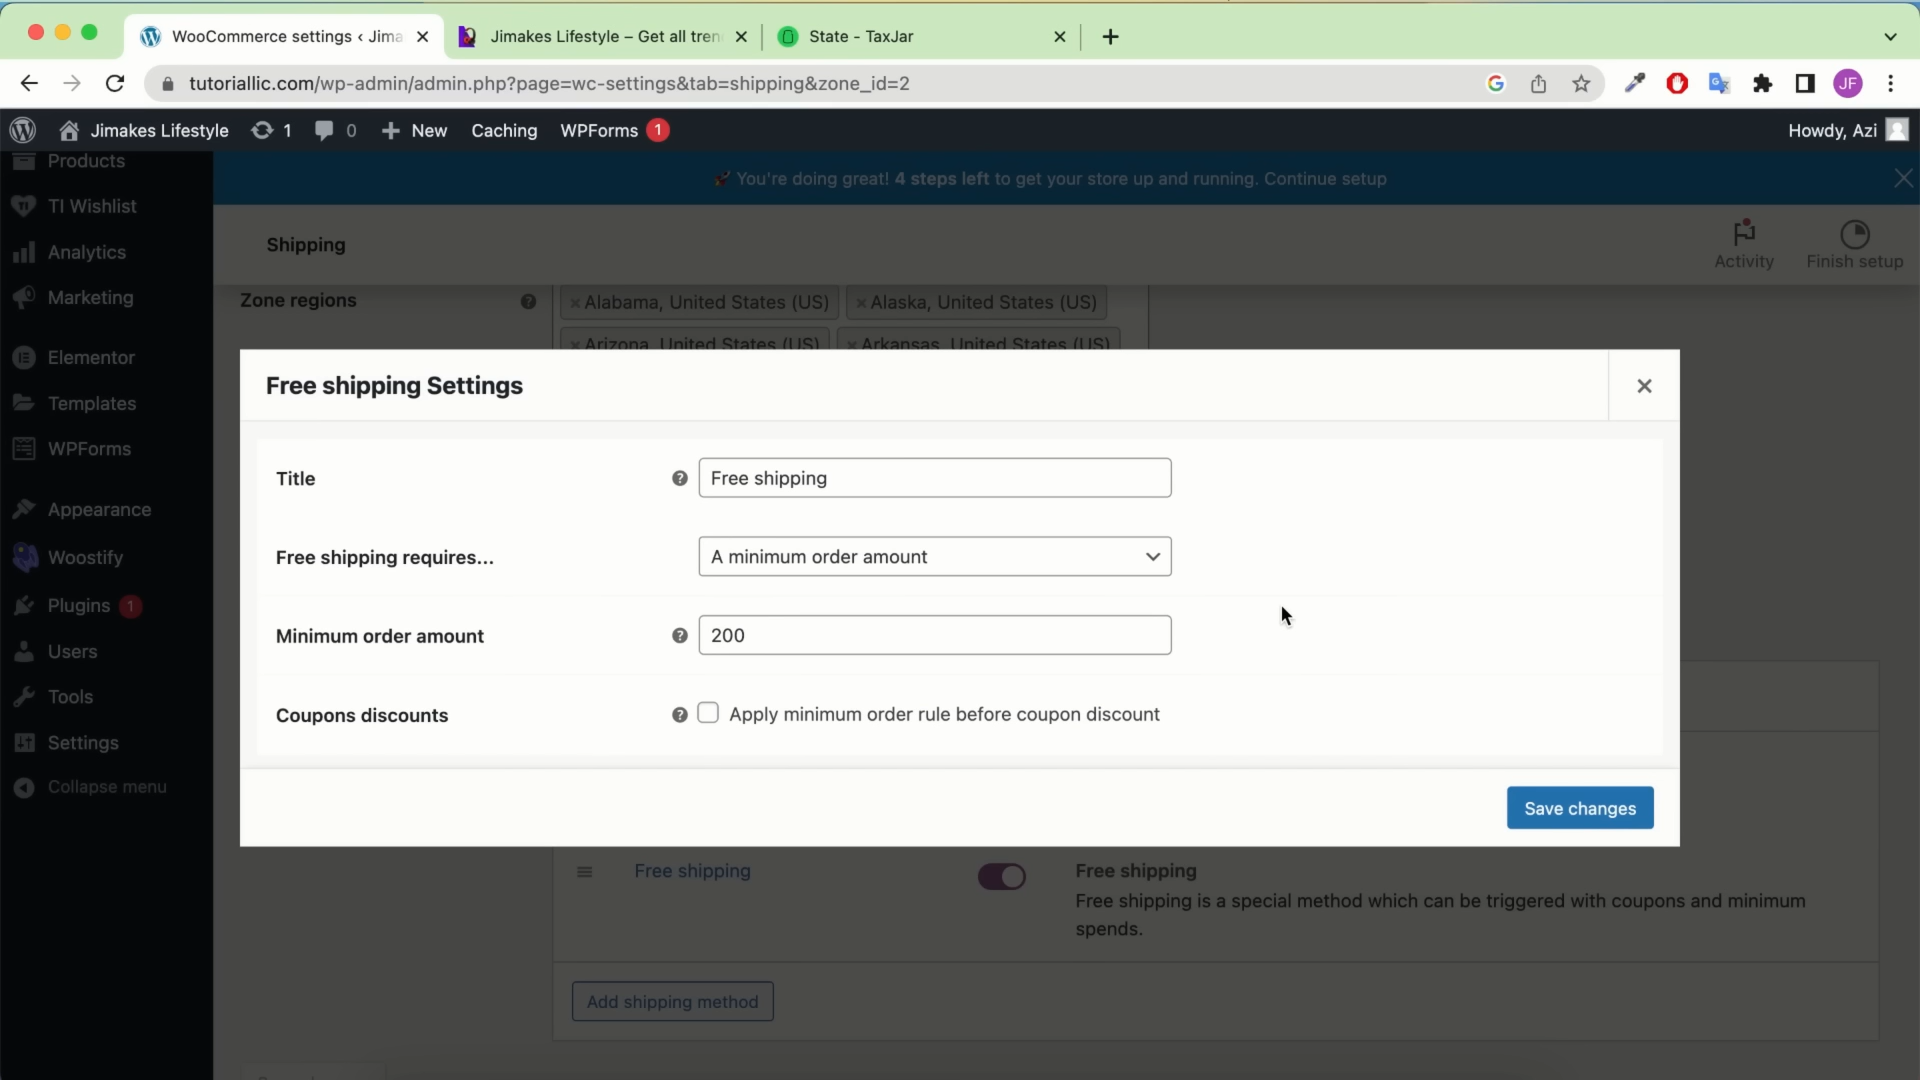 WooCommerce settings ‹ Jima
Jimakes Lifestyle – Get all tren
State - TaxJar
tutoriallic.com/wp-admin/admin.php?page=wc-settings&tab=shipping&zone_id=2
JF
Jimakes Lifestyle
1
0
New
Caching
WPForms
1
Howdy, Azi
Products
TI Wishlist
Analytics
Marketing
Elementor
Templates
WPForms
Appearance
Woostify
Plugins
1
Users
Tools
Settings
Collapse menu
🚀 You're doing great! 4 steps left to get your store up and running. Continue setup
Shipping
Activity
Finish setup
Zone regions
×Alabama, United States (US)
×Alaska, United States (US)
×Arizona, United States (US)
×Arkansas, United States (US)
Free shipping Settings
Title
Free shipping
Free shipping requires...
A minimum order amount
Minimum order amount
200
Coupons discounts
Apply minimum order rule before coupon discount
Save changes
Free shipping
Free shipping
Free shipping is a special method which can be triggered with coupons and minimum
spends.
Add shipping method